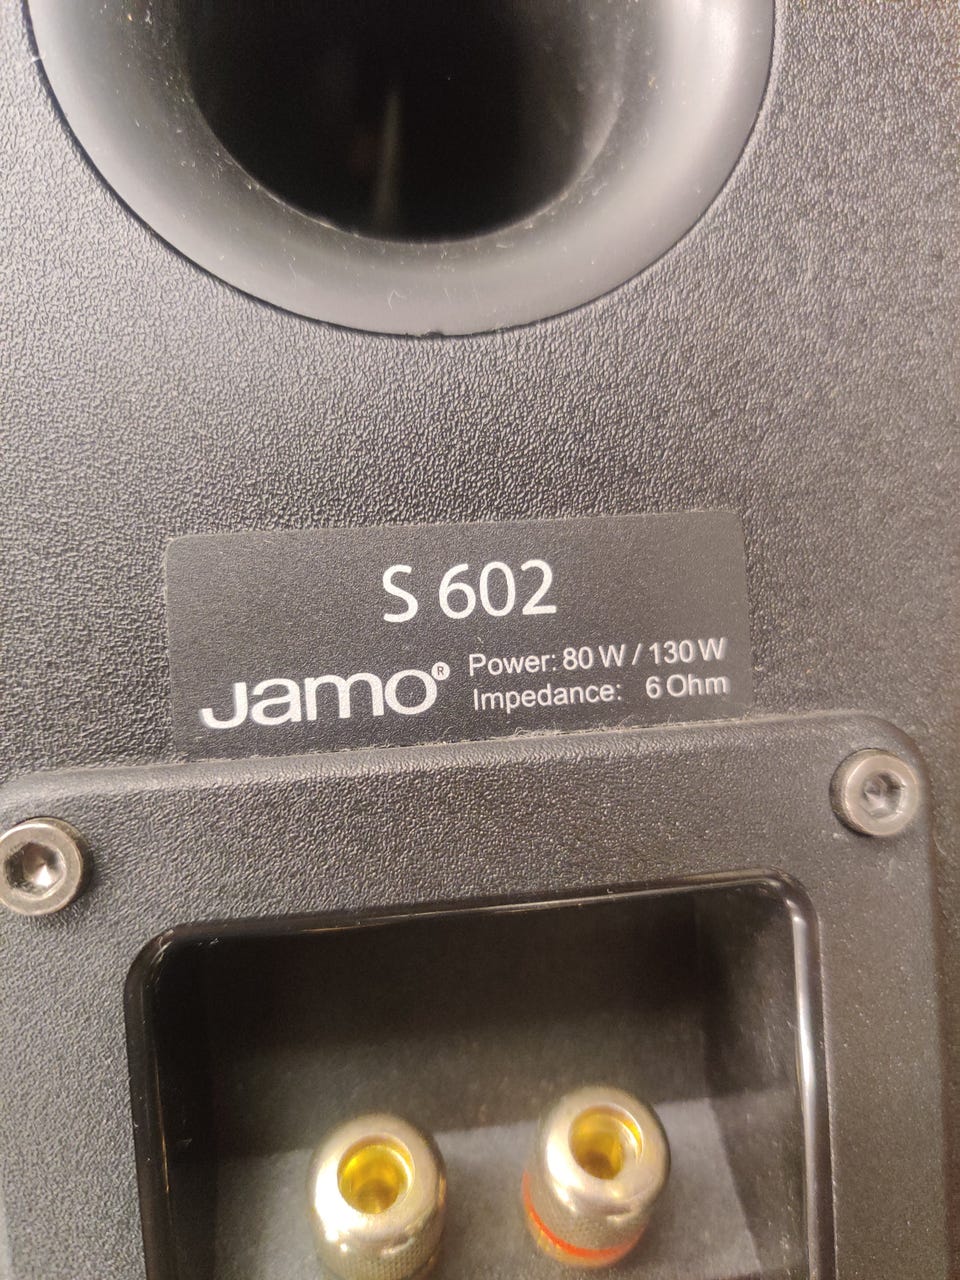 S 602
Jamo®
Power: 80 W / 130 W
Impedance: 6 Ohm